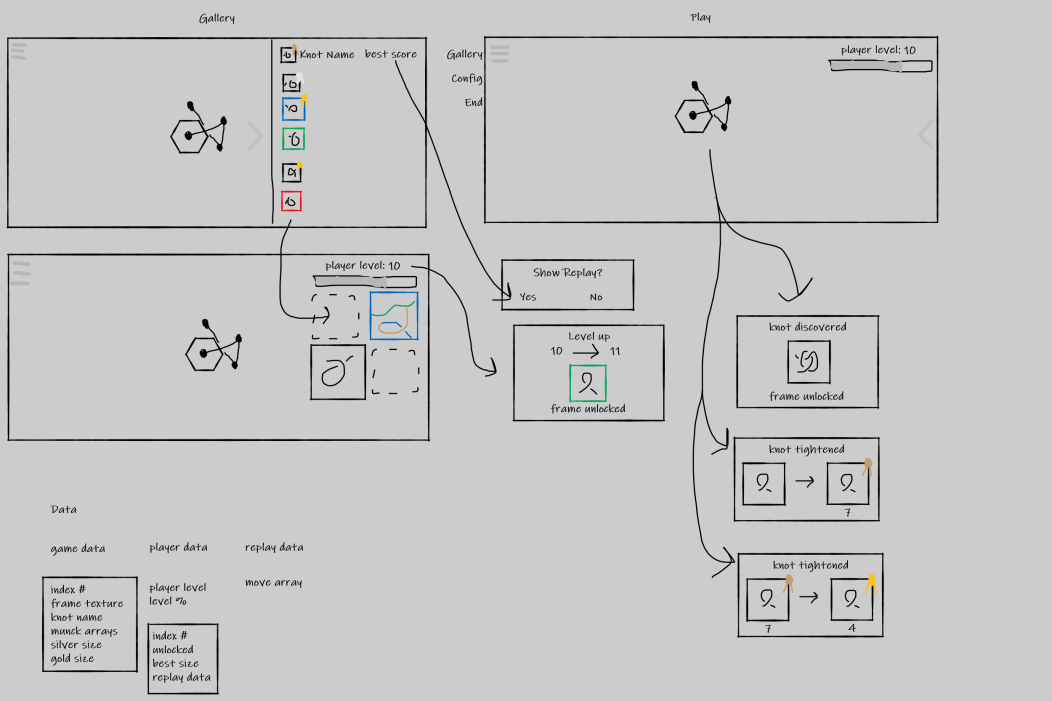 Gallery
Play
Knot Name best score
Gallery
Config
End
player level: 10
player level: 10
Show Replay?
Yes No
Level up
10 11
frame unlocked
knot discovered
frame unlocked
knot tightened
7
knot tightened
7 4
Data
game data
player data
replay data
index #
frame texture
knot name
munck arrays
silver size
gold size
player level
level %
index #
unlocked
best size
replay data
move array